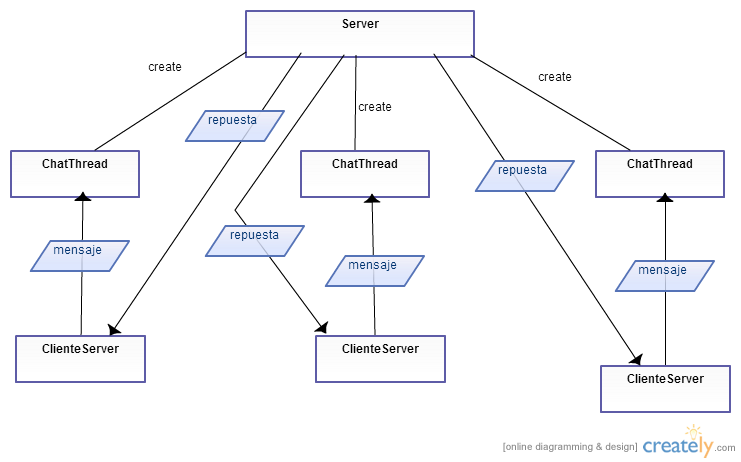 Server
create
create
create
repuesta
repuesta
ChatThread
ChatThread
ChatThread
repuesta
mensaje
mensaje
mensaje
ClienteServer
ClienteServer
ClienteServer
[online diagramming & design] creately.com